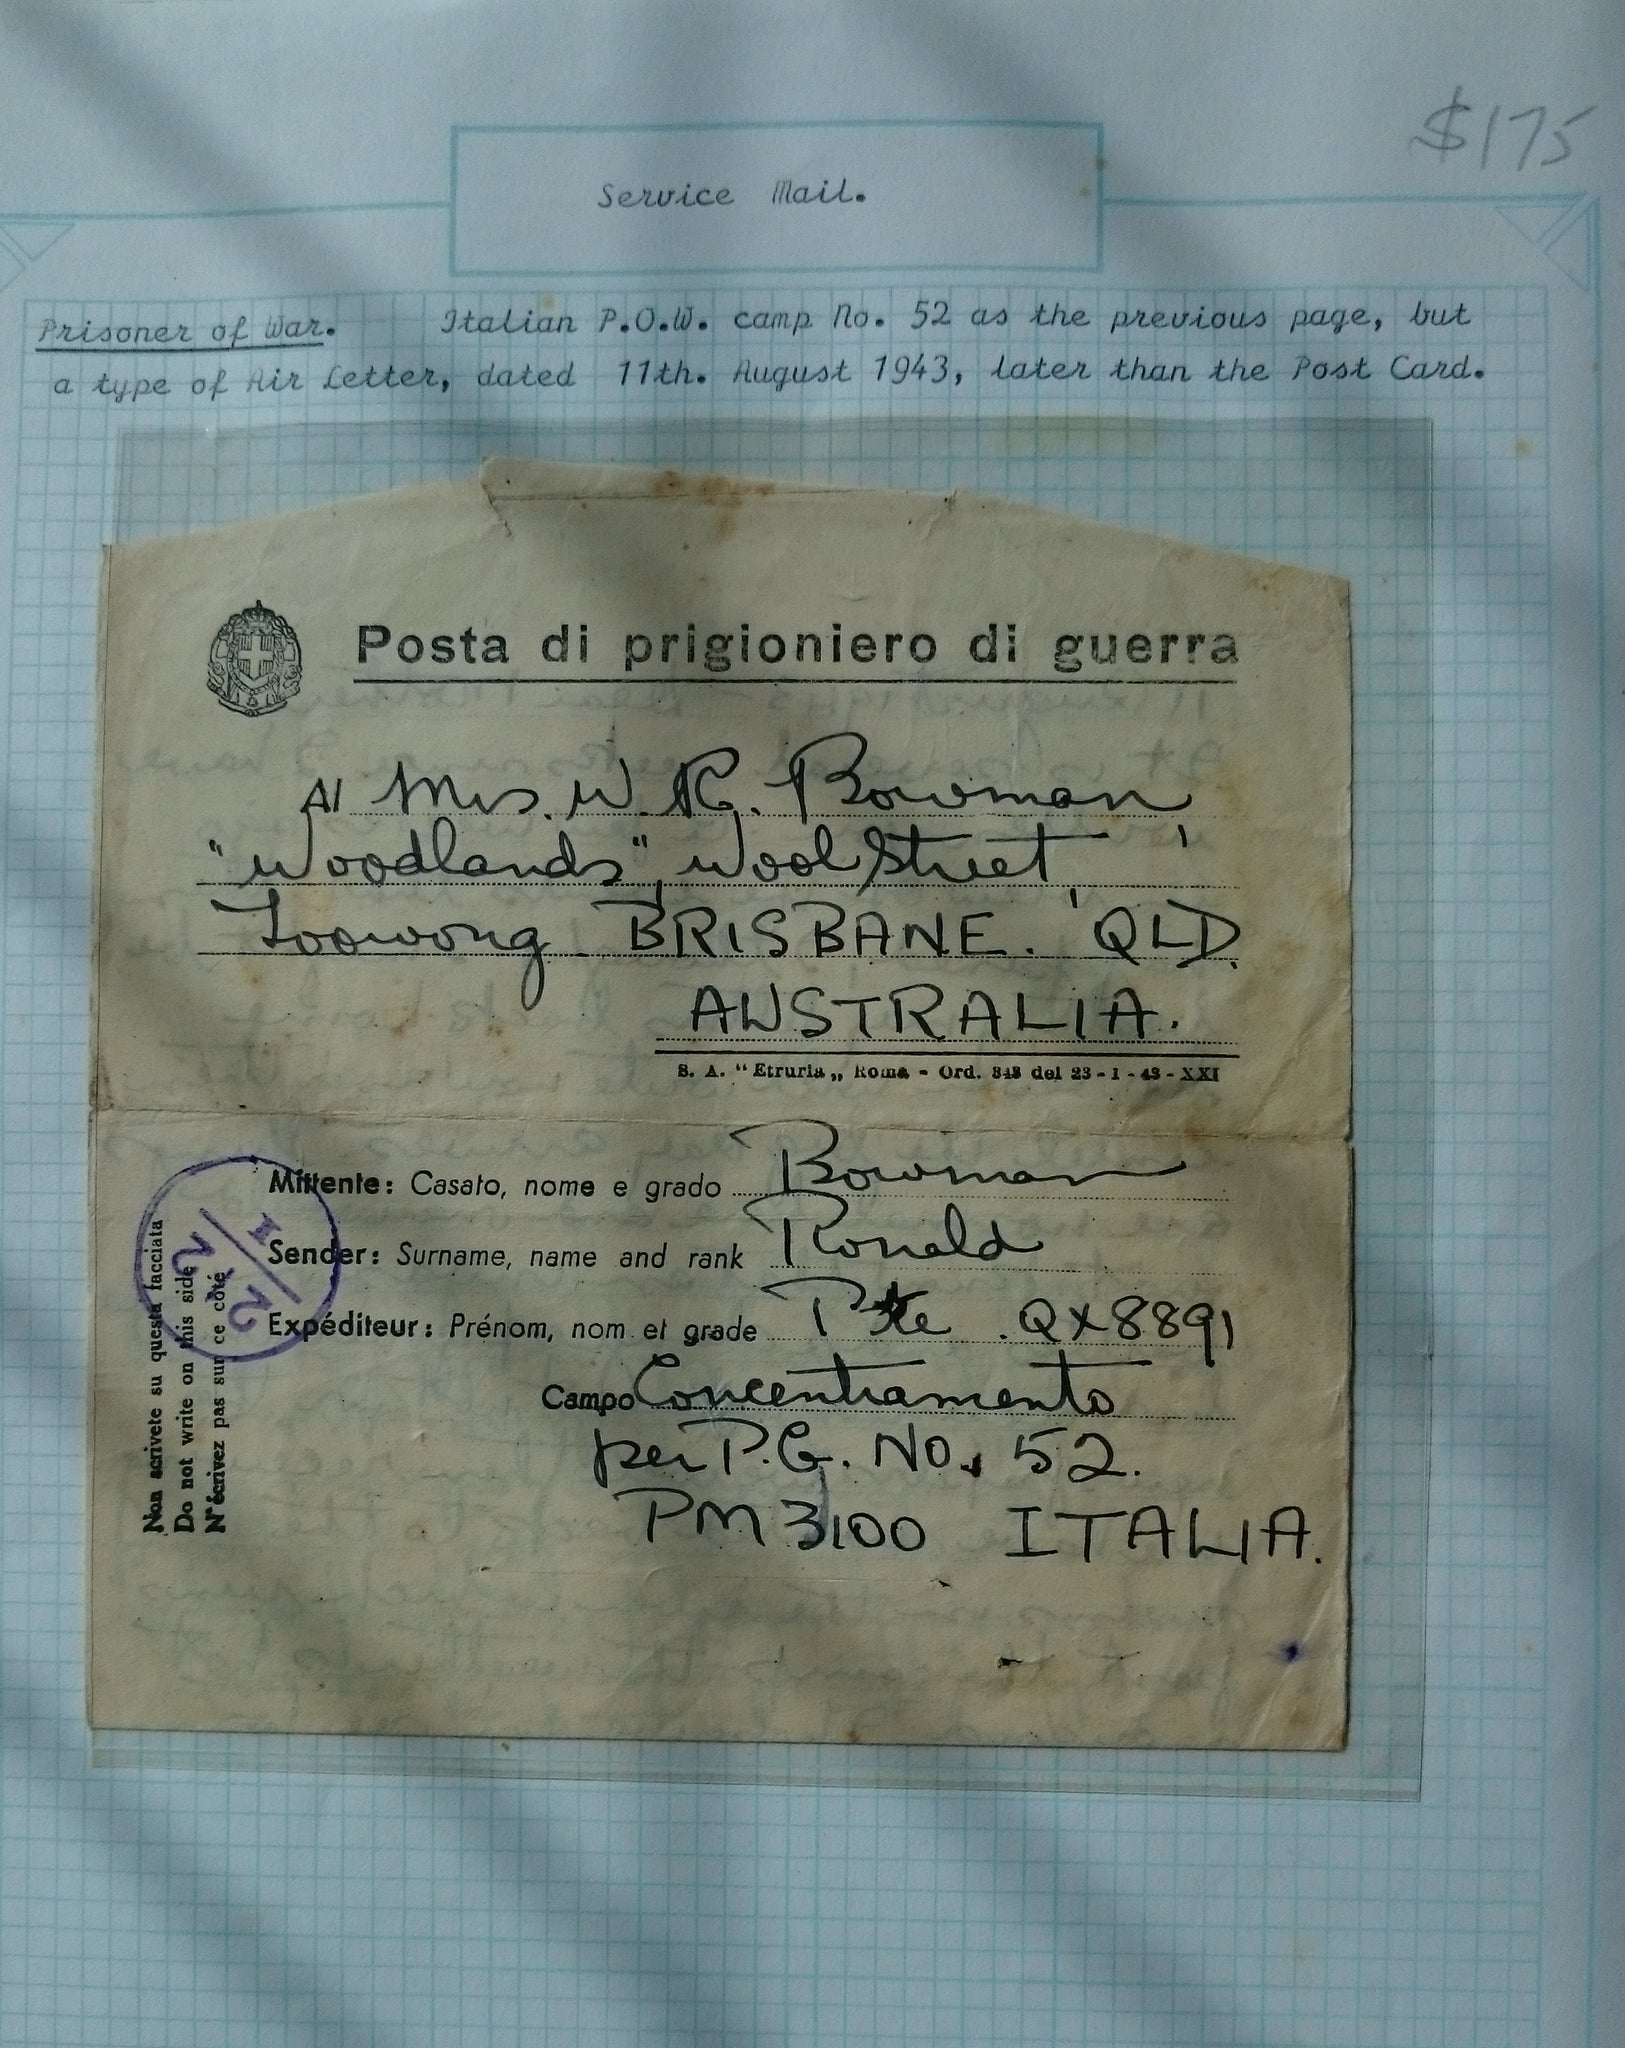 $175
Service Mail.
Prisoner of War. Italian P.O.W. camp No. 52 as the previous page, but
a type of Air Letter, dated 11th. August 1943, later than the Post Card.
Posta di prigioniero di guerra
Al Mrs. W. R. Bowman
"Woodlands", Wool Street,
Toowong BRISBANE. QLD.
AUSTRALIA.
S. A. "Etruria„ Roma - Ord. 343 del 23-1-43-XXI
Mittente: Casato, nome e grado Bowman
Sender: Surname, name and rank Ronald
Expéditeur: Prénom, nom et grade Pte. QX8891
Campo Concentramento
per P.G. No. 52.
PM 3100 ITALIA.
Non scrivete su questa facciata
Do not write on this side
N'écrivez pas sur ce côté